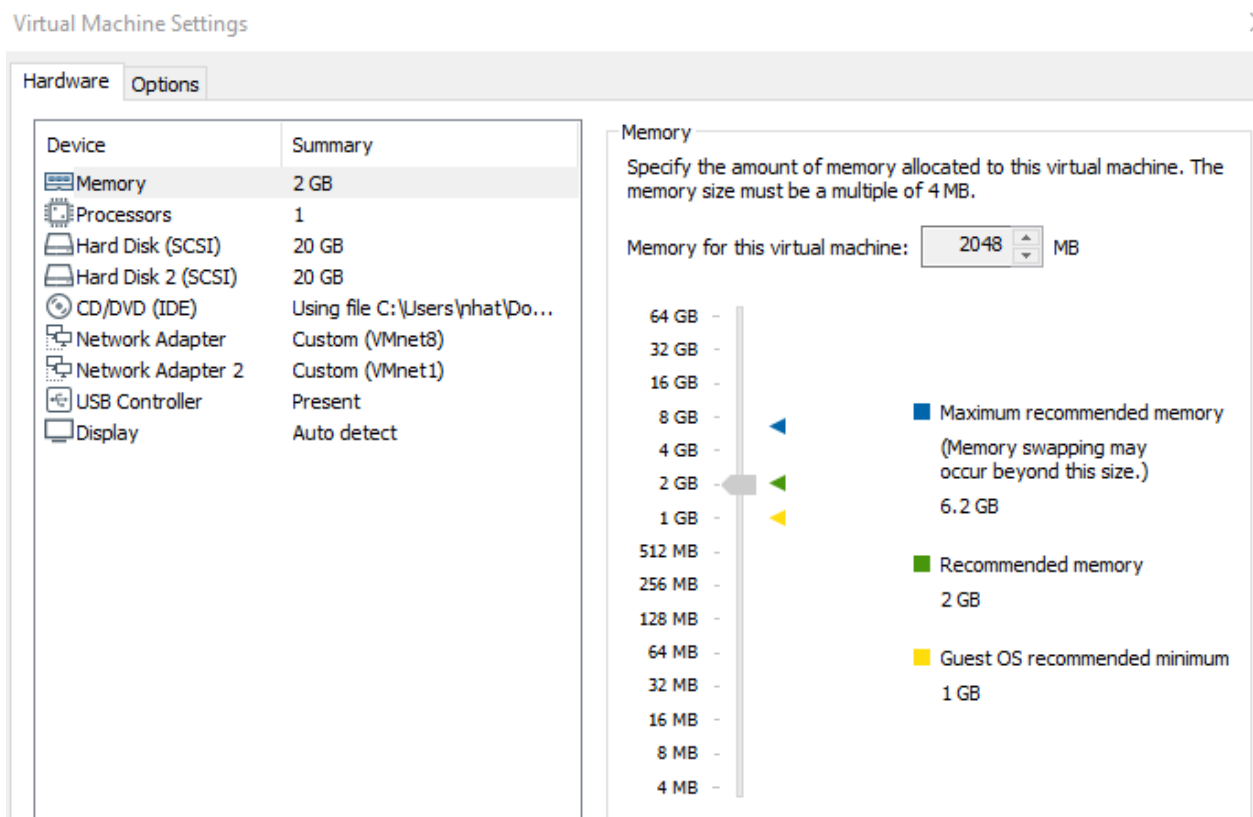 Virtual Machine Settings
Hardware
Options
Device Summary
Memory 2 GB
Processors 1
Hard Disk (SCSI) 20 GB
Hard Disk 2 (SCSI) 20 GB
CD/DVD (IDE) Using file C:\Users\nhat\Do...
Network Adapter Custom (VMnet8)
Network Adapter 2 Custom (VMnet1)
USB Controller Present
Display Auto detect
Memory
Specify the amount of memory allocated to this virtual machine. The
memory size must be a multiple of 4 MB.
Memory for this virtual machine: 2048 MB
64 GB
32 GB
16 GB
8 GB
4 GB
2 GB
1 GB
512 MB
256 MB
128 MB
64 MB
32 MB
16 MB
8 MB
4 MB
Maximum recommended memory
(Memory swapping may
occur beyond this size.)
6.2 GB
Recommended memory
2 GB
Guest OS recommended minimum
1 GB